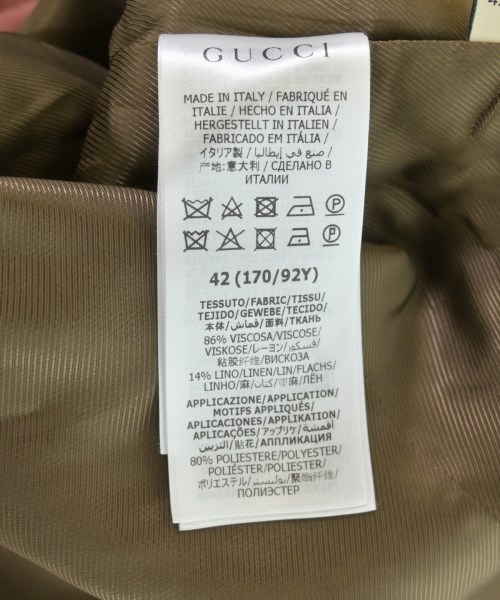 GUCCI
MADE IN ITALY / FABRIQUÉ EN
ITALIE / HECHO EN ITALIA /
HERGESTELLT IN ITALIEN /
FABRICADO EM ITÁLIA /
イタリア製 / صنع في إيطاليا /
产地:意大利 / СДЕЛАНО В
ИТАЛИИ
42 (170/92Y)
TESSUTO/FABRIC/TISSU/
TEJIDO/GEWEBE/TECIDO/
本体/قماش/面料/ТКАНЬ
86% VISCOSA/VISCOSE/
VISKOSE/レーヨン/فسكوز/
粘胶纤维/ВИСКОЗА
14% LINO/LINEN/LIN/FLACHS/
LINHO/麻/كتان/亚麻/ЛЁН
APPLICAZIONE/APPLICATION/
MOTIFS APPLIQUÉS/
APLICACIONES/APPLIKATION/
APLICAÇÕES/アップリケ/أقمشة
التزيين/贴花/АППЛИКАЦИЯ
80% POLIESTERE/POLYESTER/
POLIÉSTER/POLIESTER/
ポリエステル/بوليستر/聚酯纤维/
ПОЛИЭСТЕР